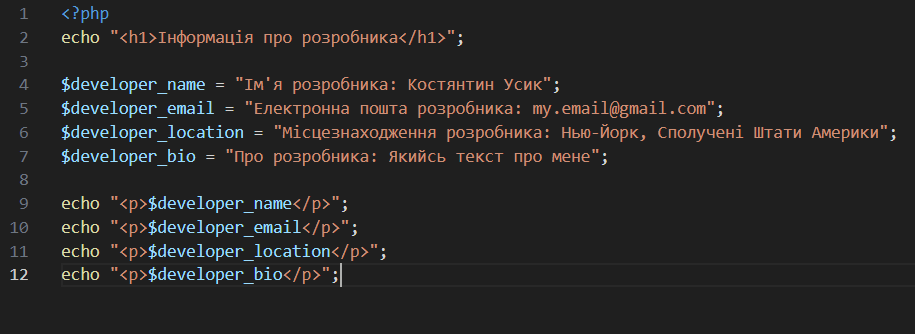 1 <?php
2 echo "<h1>Інформація про розробника</h1>";
3
4 $developer_name = "Ім'я розробника: Костянтин Усик";
5 $developer_email = "Електронна пошта розробника: my.email@gmail.com";
6 $developer_location = "Місцезнаходження розробника: Нью-Йорк, Сполучені Штати Америки";
7 $developer_bio = "Про розробника: Якийсь текст про мене";
8
9 echo "<p>$developer_name</p>";
10 echo "<p>$developer_email</p>";
11 echo "<p>$developer_location</p>";
12 echo "<p>$developer_bio</p>";